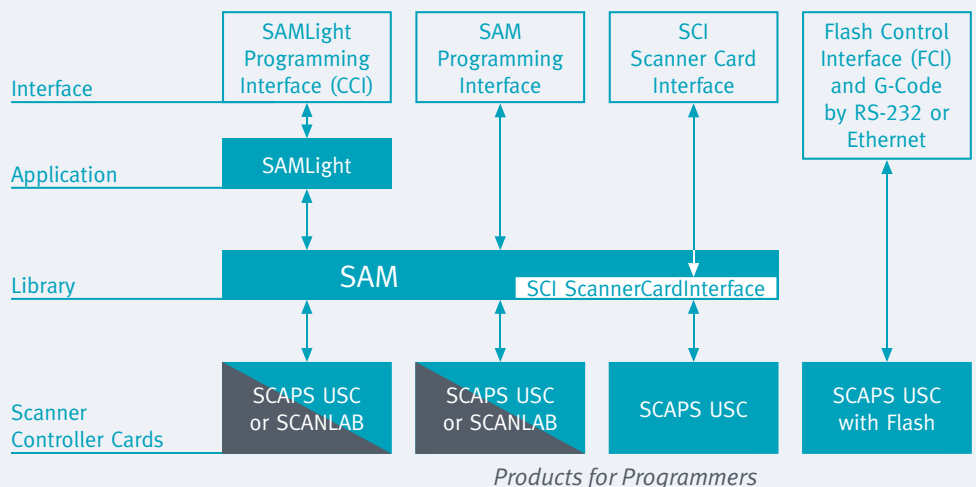 Interface
SAMLight
Programming
Interface (CCI)
SAM
Programming
Interface
SCI
Scanner Card
Interface
Flash Control
Interface (FCI)
and G-Code
by RS-232 or
Ethernet
Application
SAMLight
Library
SAM
SCI ScannerCardInterface
Scanner
Controller Cards
SCAPS USC
or SCANLAB
SCAPS USC
or SCANLAB
SCAPS USC
SCAPS USC
with Flash
Products for Programmers